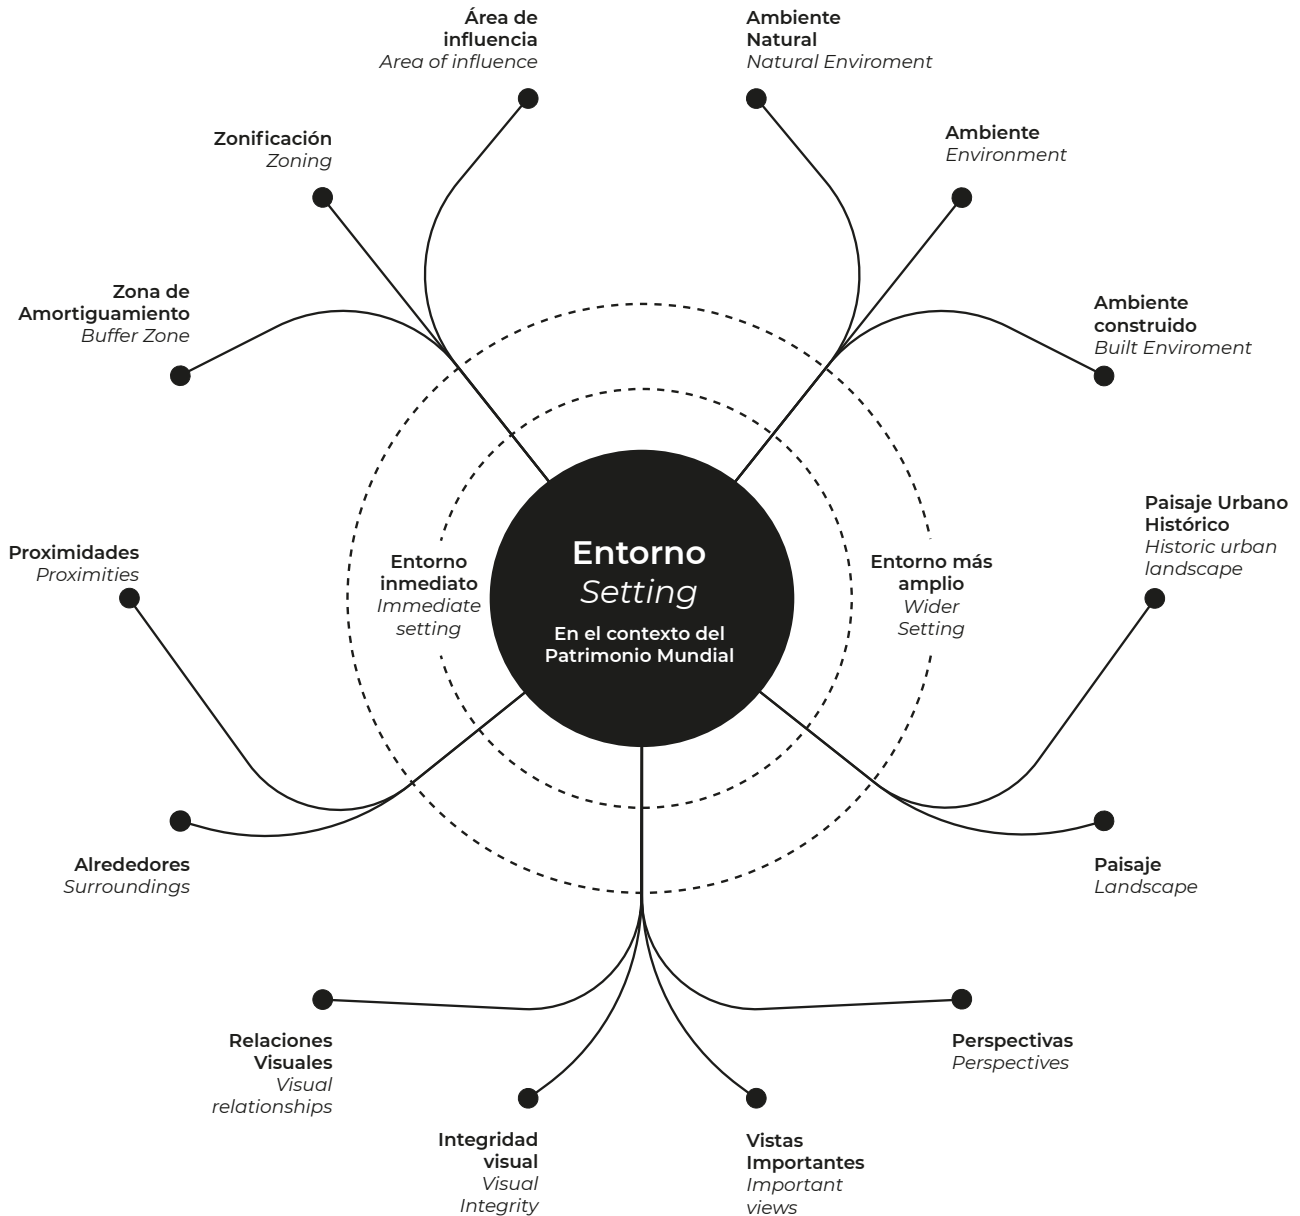 Área de
influencia
Area of influence
Ambiente
Natural
Natural Enviroment
Zonificación
Zoning
Ambiente
Environment
Zona de
Amortiguamiento
Buffer Zone
Ambiente
construido
Built Enviroment
Paisaje Urbano
Histórico
Historic urban
landscape
Proximidades
Proximities
Entorno
inmediato
Immediate
setting
Entorno
Setting
En el contexto del
Patrimonio Mundial
Entorno más
amplio
Wider
Setting
Alrededores
Surroundings
Paisaje
Landscape
Relaciones
Visuales
Visual
relationships
Perspectivas
Perspectives
Integridad
visual
Visual
Integrity
Vistas
Importantes
Important
views